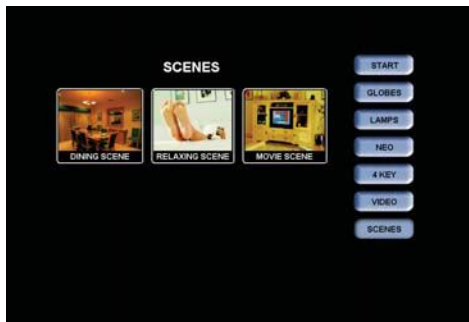 SCENES
DINING SCENE
RELAXING SCENE
MOVIE SCENE
START
GLOBES
LAMPS
NEO
4 KEY
VIDEO
SCENES